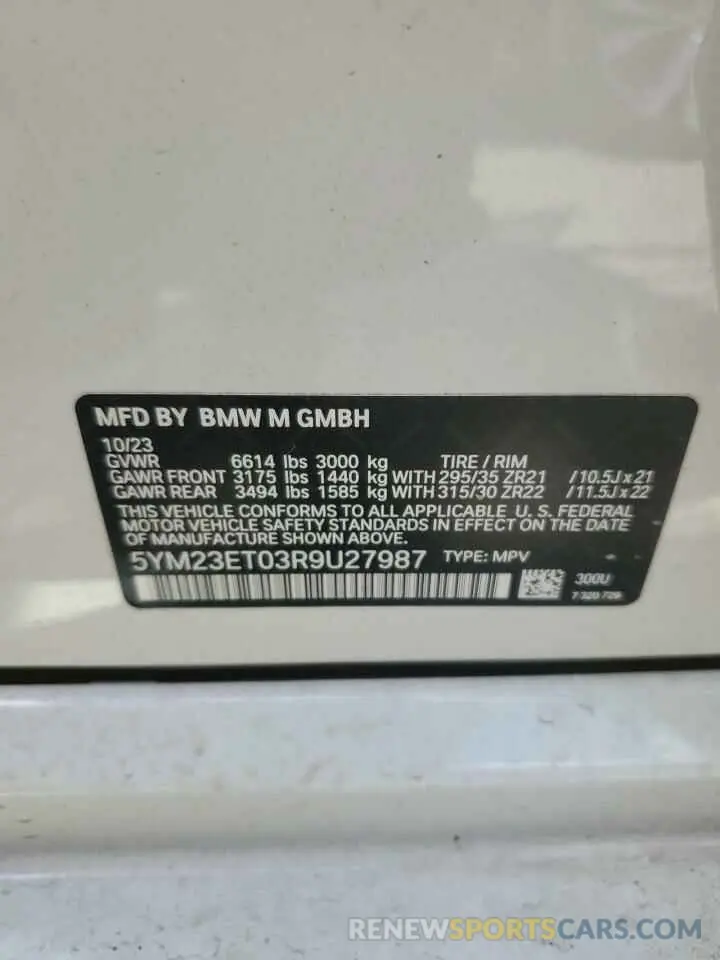 MFD BY BMW M GMBH
10/23
GVWR 6614 lbs 3000 kg TIRE / RIM
GAWR FRONT 3175 lbs 1440 kg WITH 295/35 ZR21 /10.5J x 21
GAWR REAR 3494 lbs 1585 kg WITH 315/30 ZR22 /11.5J x 22
THIS VEHICLE CONFORMS TO ALL APPLICABLE U. S. FEDERAL
MOTOR VEHICLE SAFETY STANDARDS IN EFFECT ON THE DATE OF
MANUFACTURE SHOWN ABOVE.
5YM23ET03R9U27987 TYPE: MPV
300U
7 320 729
RENEWSPORTSCARS.COM